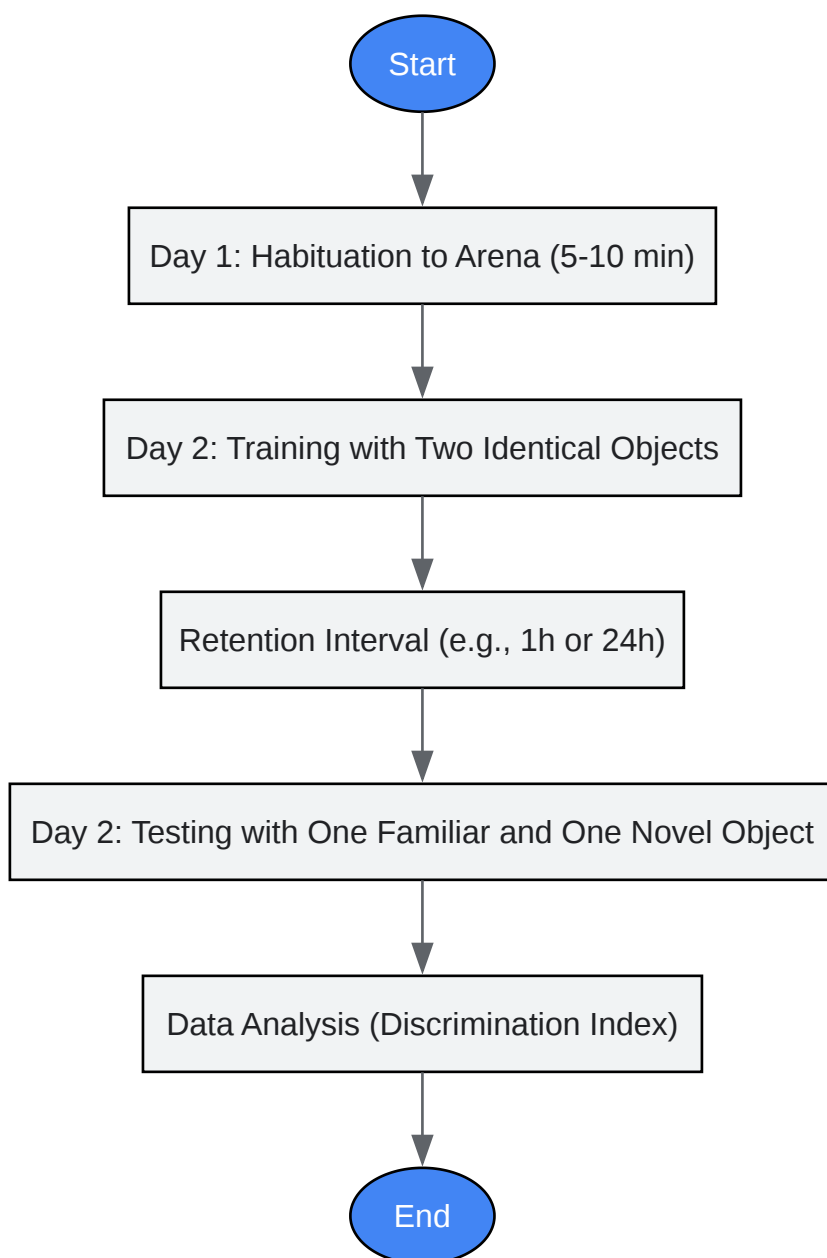 Start
Day 1: Habituation to Arena (5-10 min)
Day 2: Training with Two Identical Objects
Retention Interval (e.g., 1h or 24h)
Day 2: Testing with One Familiar and One Novel Object
Data Analysis (Discrimination Index)
End